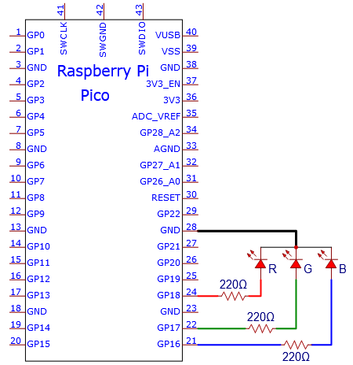 41 42 43
SWCLK SWGND SWDIO
Raspberry Pi
Pico
1 GP0 VUSB 40
2 GP1 VSS 39
3 GND GND 38
4 GP2 3V3_EN 37
5 GP3 3V3 36
6 GP4 ADC_VREF 35
7 GP5 GP28_A2 34
8 GND AGND 33
9 GP6 GP27_A1 32
10 GP7 GP26_A0 31
11 GP8 RESET 30
12 GP9 GP22 29
13 GND GND 28
14 GP10 GP21 27
15 GP11 GP20 26
16 GP12 GP19 25
17 GP13 GP18 24
18 GND GND 23
19 GP14 GP17 22
20 GP15 GP16 21
R G B
220Ω
220Ω
220Ω